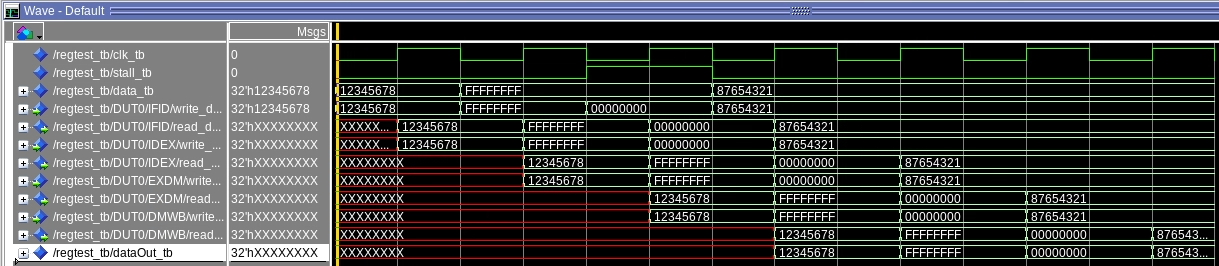 Wave - Default
Msgs
/regtest_tb/clk_tb 0
/regtest_tb/stall_tb 0
/regtest_tb/data_tb 32'h12345678 12345678 FFFFFFFF 87654321
/regtest_tb/DUT0/IFID/write_d... 32'h12345678 12345678 FFFFFFFF 00000000 87654321
/regtest_tb/DUT0/IFID/read_d... 32'hXXXXXXXX XXXXX... 12345678 FFFFFFFF 00000000 87654321
/regtest_tb/DUT0/IDEX/write_... 32'hXXXXXXXX XXXXX... 12345678 FFFFFFFF 00000000 87654321
/regtest_tb/DUT0/IDEX/read_... 32'hXXXXXXXX XXXXXXXX 12345678 FFFFFFFF 00000000 87654321
/regtest_tb/DUT0/EXDM/write... 32'hXXXXXXXX XXXXXXXX 12345678 FFFFFFFF 00000000 87654321
/regtest_tb/DUT0/EXDM/read... 32'hXXXXXXXX XXXXXXXX 12345678 FFFFFFFF 00000000 87654321
/regtest_tb/DUT0/DMWB/write... 32'hXXXXXXXX XXXXXXXX 12345678 FFFFFFFF 00000000 87654321
/regtest_tb/DUT0/DMWB/read... 32'hXXXXXXXX XXXXXXXX 12345678 FFFFFFFF 00000000 876543...
/regtest_tb/dataOut_tb 32'hXXXXXXXX XXXXXXXX 12345678 FFFFFFFF 00000000 876543...